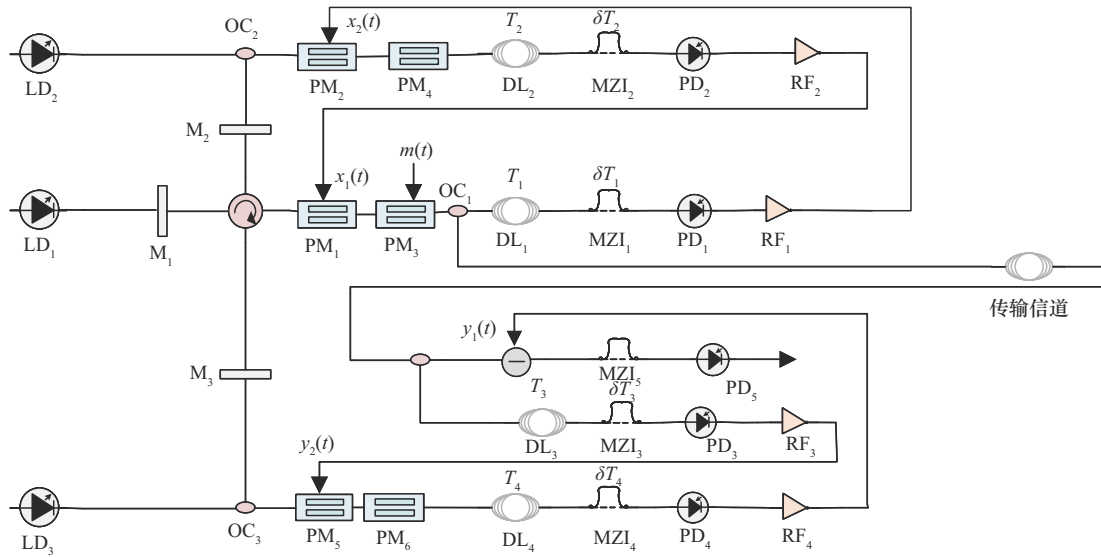 OC₂ x₂(t) T₂ δT₂
LD₂ PM₂ PM₄ DL₂ MZI₂ PD₂ RF₂
M₂
m(t)
x₁(t) OC₁ T₁ δT₁
LD₁ M₁ PM₁ PM₃ DL₁ MZI₁ PD₁ RF₁
传输信道
y₁(t)
M₃ T₃ MZI₅ PD₅
δT₃
DL₃ MZI₃ PD₃ RF₃
y₂(t) T₄ δT₄
LD₃ OC₃ PM₅ PM₆ DL₄ MZI₄ PD₄ RF₄